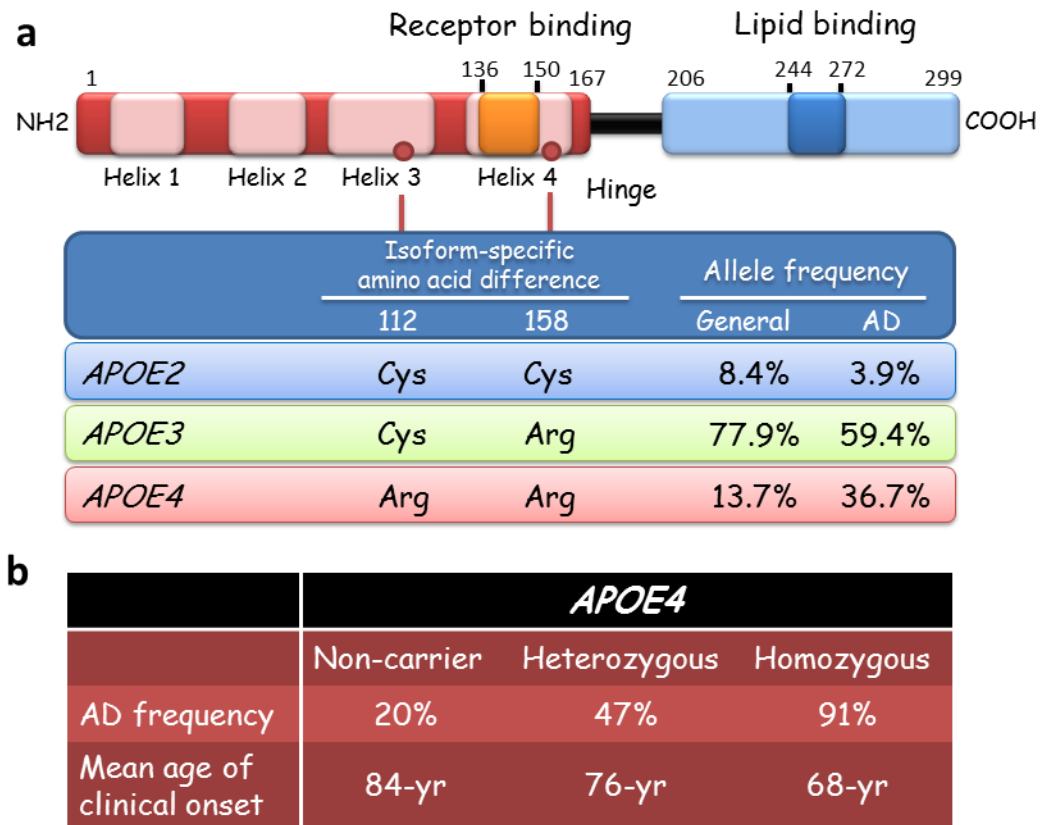 a
Receptor binding
Lipid binding
1 136 150 167 206 244 272 299
NH2 COOH
Helix 1 Helix 2 Helix 3 Helix 4 Hinge
Isoform-specific
amino acid difference
Allele frequency
112 158 General AD
APOE2 Cys Cys 8.4% 3.9%
APOE3 Cys Arg 77.9% 59.4%
APOE4 Arg Arg 13.7% 36.7%
b
APOE4
Non-carrier Heterozygous Homozygous
AD frequency 20% 47% 91%
Mean age of
clinical onset 84-yr 76-yr 68-yr